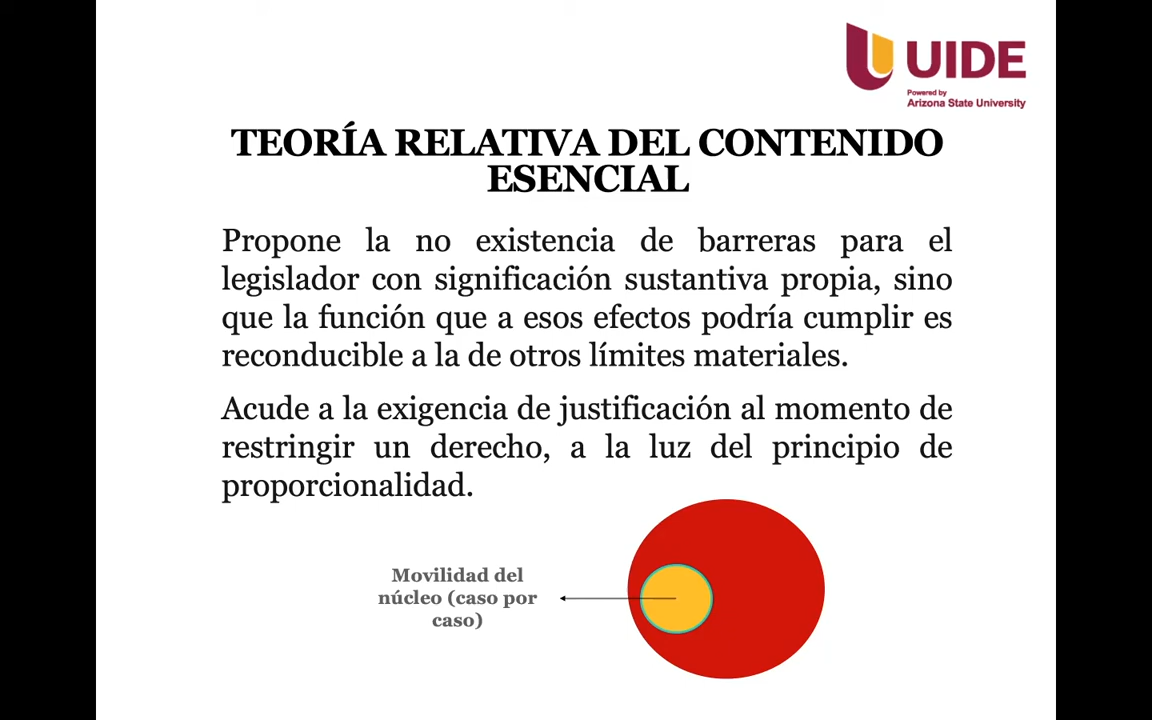 UIDE
Powered by
Arizona State University
TEORÍA RELATIVA DEL CONTENIDO
ESENCIAL
Propone la no existencia de barreras para el
legislador con significación sustantiva propia, sino
que la función que a esos efectos podría cumplir es
reconducible a la de otros límites materiales.
Acude a la exigencia de justificación al momento de
restringir un derecho, a la luz del principio de
proporcionalidad.
Movilidad del
núcleo (caso por
caso)